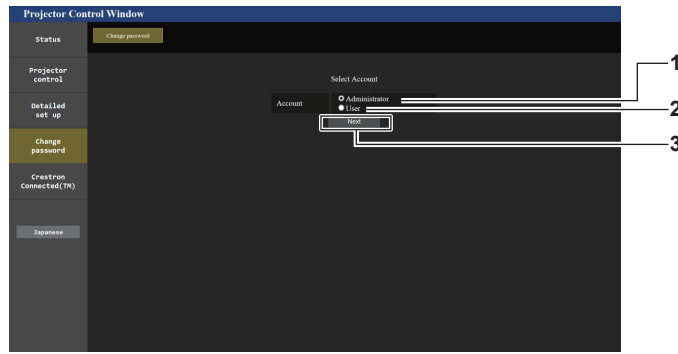 Projector Control Window
Status
Change password
Projector
control
Detailed
set up
Change
password
Crestron
Connected(TM)
Japanese
Select Account
Account
Administrator
User
Next
1
2
3